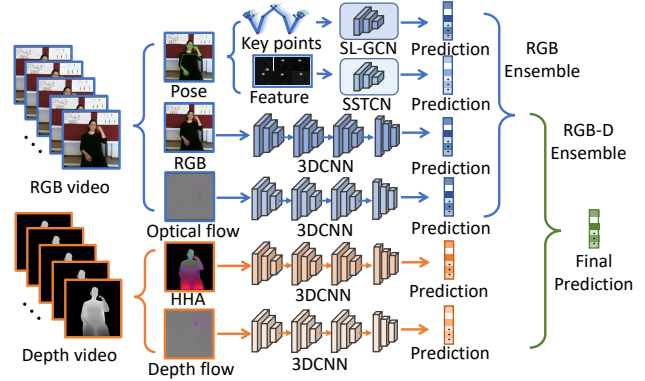 Key points
SL-GCN
Prediction
RGB
Ensemble
Pose
Feature
SSTCN
Prediction
RGB
3DCNN
Prediction
RGB-D
Ensemble
RGB video
Optical flow
3DCNN
Prediction
HHA
3DCNN
Prediction
Final
Prediction
Depth video
Depth flow
3DCNN
Prediction